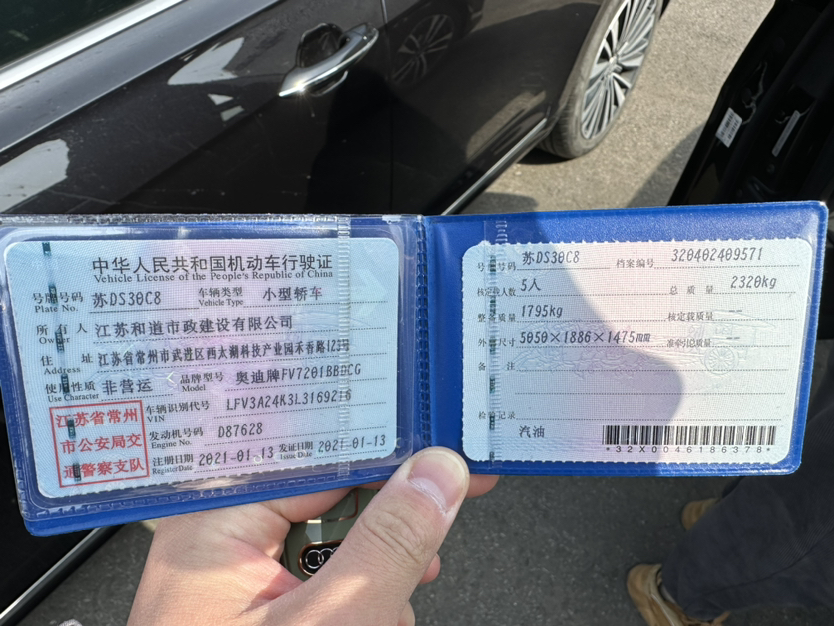 中华人民共和国机动车行驶证
Vehicle License of the People's Republic of China
号牌号码 苏DS30C8 车辆类型 小型轿车
Plate No. Vehicle Type
所有人 江苏和道市政建设有限公司
Owner
住址 江苏省常州市武进区西太湖科技产业园禾香路123号
Address
使用性质 非营运 品牌型号 奥迪牌FV7201BBDCG
Use Character Model
江苏省常州
市公安局交
通警察支队
车辆识别代号 LFV3A24K3L3169216
VIN
发动机号码 D87628
Engine No.
注册日期 2021-01-13 发证日期 2021-01-13
Register Date Issue Date
号牌号码 苏DS30C8 档案编号 320402409571
核定载人数 5人 总质量 2320kg
整备质量 1795kg 核定载质量 --
外廓尺寸 5050×1886×1475mm 准牵引总质量 --
备注
检验记录
汽油
*32X0046186378*